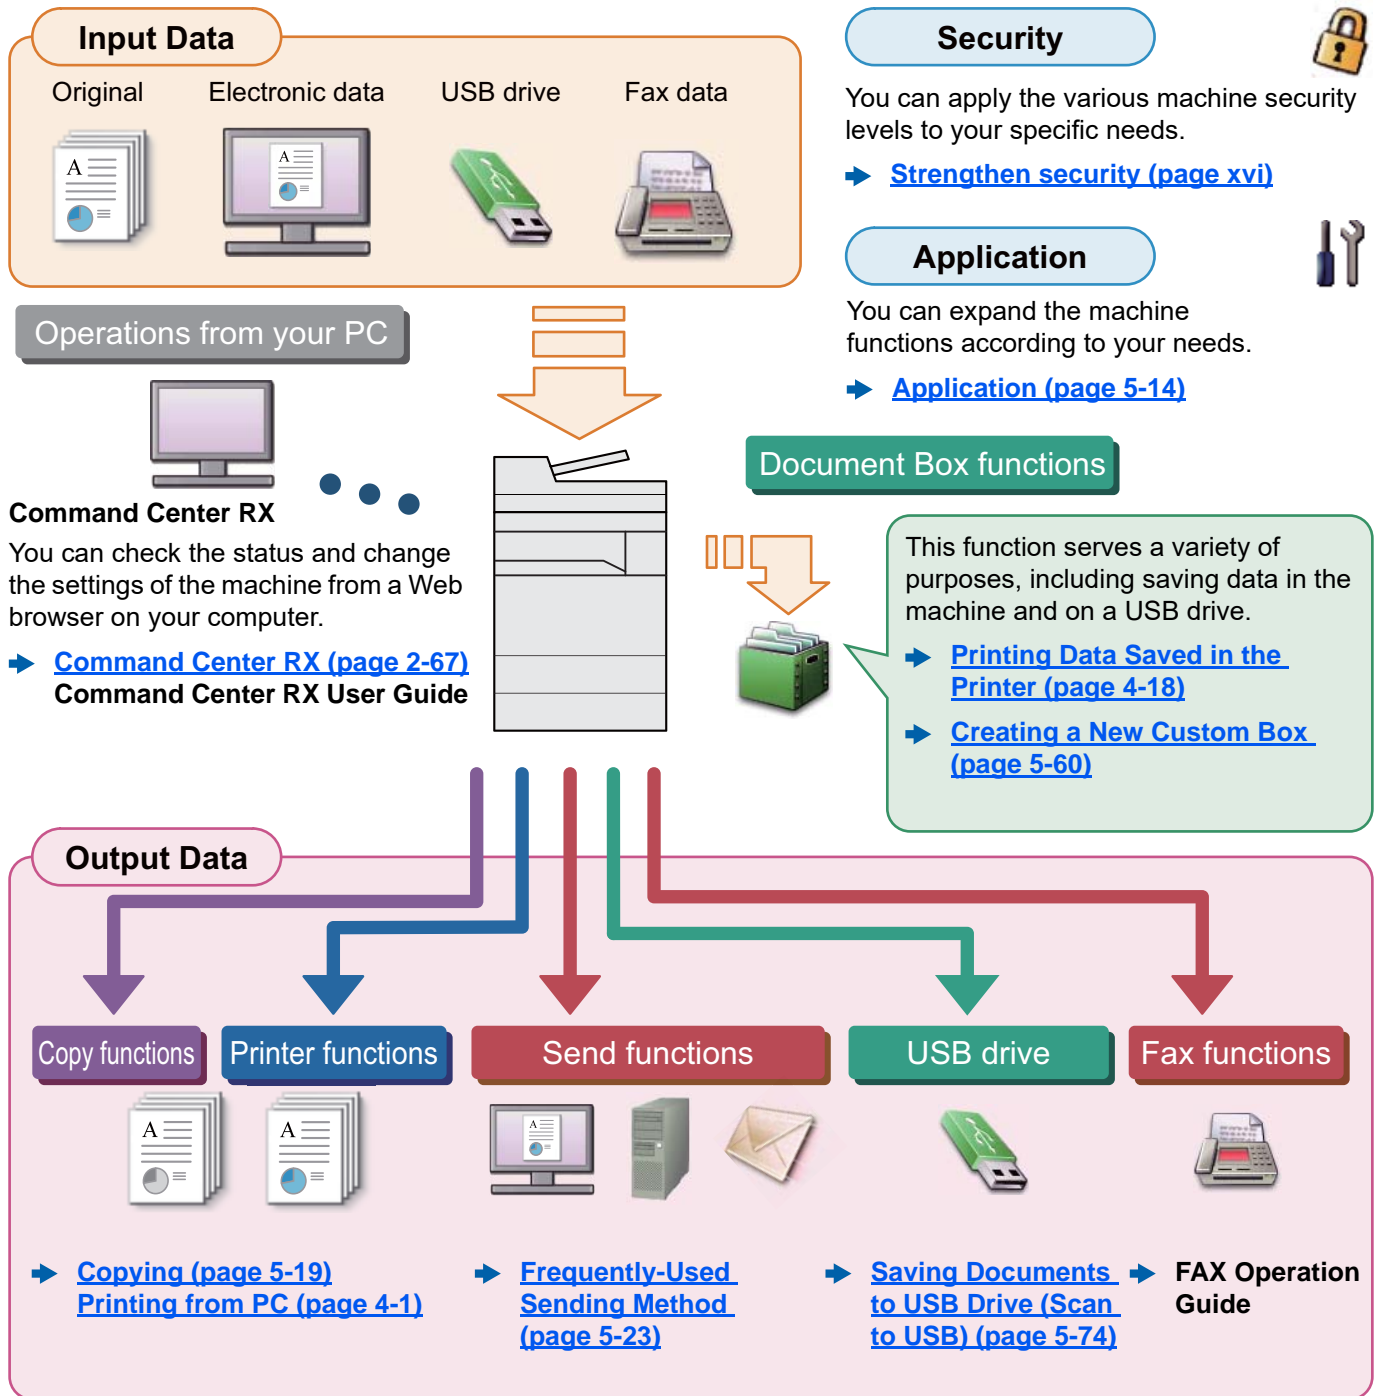 Input Data
Original
Electronic data
USB drive
Fax data
Security
You can apply the various machine security
levels to your specific needs.
Strengthen security (page xvi)
Application
You can expand the machine
functions according to your needs.
Application (page 5-14)
Operations from your PC
Command Center RX
You can check the status and change
the settings of the machine from a Web
browser on your computer.
Command Center RX (page 2-67)
Command Center RX User Guide
Document Box functions
This function serves a variety of
purposes, including saving data in the
machine and on a USB drive.
Printing Data Saved in the
Printer (page 4-18)
Creating a New Custom Box
(page 5-60)
Output Data
Copy functions
Printer functions
Send functions
USB drive
Fax functions
A
A
A
A
A
Copying (page 5-19)
Printing from PC (page 4-1)
Frequently-Used
Sending Method
(page 5-23)
Saving Documents
to USB Drive (Scan
to USB) (page 5-74)
FAX Operation
Guide